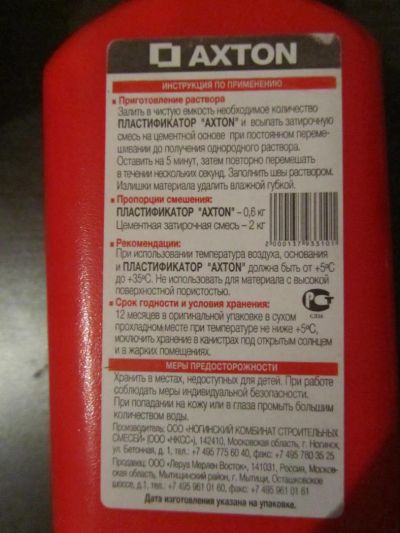 AXTON
ИНСТРУКЦИЯ ПО ПРИМЕНЕНИЮ
■ Приготовление раствора
Залить в чистую емкость необходимое количество
ПЛАСТИФИКАТОР "AXTON" и всыпать затирочную
смесь на цементной основе при постоянном переме-
шивании до получения однородного раствора.
Оставить на 5 минут, затем повторно перемешать
в течении нескольких секунд. Заполнить швы раствором.
Излишки материала удалить влажной губкой.
■ Пропорции смешения:
ПЛАСТИФИКАТОР "AXTON" – 0,6 кг
Цементная затирочная смесь – 2 кг
2 000137 933101
■ Рекомендации:
При использовании температура воздуха, основания
и ПЛАСТИФИКАТОР "AXTON" должна быть от +5°С
до +35°С. Не использовать для материала с высокой
поверхностной пористостью.
■ Срок годности и условия хранения:
12 месяцев в оригинальной упаковке в сухом
прохладном месте при температуре не ниже +5°С,
исключить хранение в канистрах под открытым солнцем
и в жарких помещениях.
МЕРЫ ПРЕДОСТОРОЖНОСТИ
Хранить в местах, недоступных для детей. При работе
соблюдать меры индивидуальной безопасности.
При попадании на кожу или в глаза промыть большим
количеством воды.
Производитель: ООО «НОГИНСКИЙ КОМБИНАТ СТРОИТЕЛЬНЫХ
СМЕСЕЙ» (ООО «НКСС»), 142410, Московская область, г. Ногинск,
ул. Бетонная, д. 1, тел.: +7 495 775 60 40, факс: +7 495 780 35 25
Продавец: ООО «Леруа Мерлен Восток», 141031, Россия, Москов-
ская область, Мытищинский район, г. Мытищи, Осташковское
шоссе, д.1, тел.: +7 495 961 01 60, факс: +7 495 961 01 61
Дата изготовления указана на упаковке.